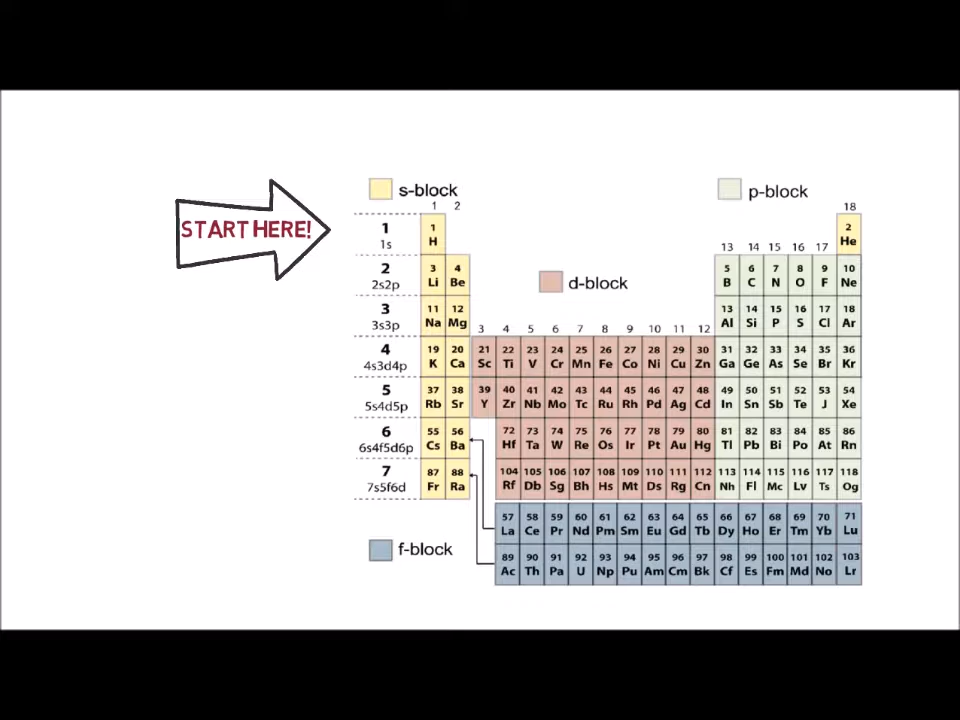 s-block
p-block
1 2
18
START HERE!
1
1s
1
H
2
He
13 14 15 16 17
2
2s2p
3 4
Li Be
5 6 7 8 9 10
B C N O F Ne
d-block
3
3s3p
11 12
Na Mg
13 14 15 16 17 18
Al Si P S Cl Ar
3 4 5 6 7 8 9 10 11 12
4
4s3d4p
19 20 21 22 23 24 25 26 27 28 29 30 31 32 33 34 35 36
K Ca Sc Ti V Cr Mn Fe Co Ni Cu Zn Ga Ge As Se Br Kr
5
5s4d5p
37 38 39 40 41 42 43 44 45 46 47 48 49 50 51 52 53 54
Rb Sr Y Zr Nb Mo Tc Ru Rh Pd Ag Cd In Sn Sb Te J Xe
6
6s4f5d6p
55 56 72 73 74 75 76 77 78 79 80 81 82 83 84 85 86
Cs Ba Hf Ta W Re Os Ir Pt Au Hg Tl Pb Bi Po At Rn
7
7s5f6d
87 88 104 105 106 107 108 109 110 111 112 113 114 115 116 117 118
Fr Ra Rf Db Sg Bh Hs Mt Ds Rg Cn Nh Fl Mc Lv Ts Og
57 58 59 60 61 62 63 64 65 66 67 68 69 70 71
La Ce Pr Nd Pm Sm Eu Gd Tb Dy Ho Er Tm Yb Lu
f-block
89 90 91 92 93 94 95 96 97 98 99 100 101 102 103
Ac Th Pa U Np Pu Am Cm Bk Cf Es Fm Md No Lr